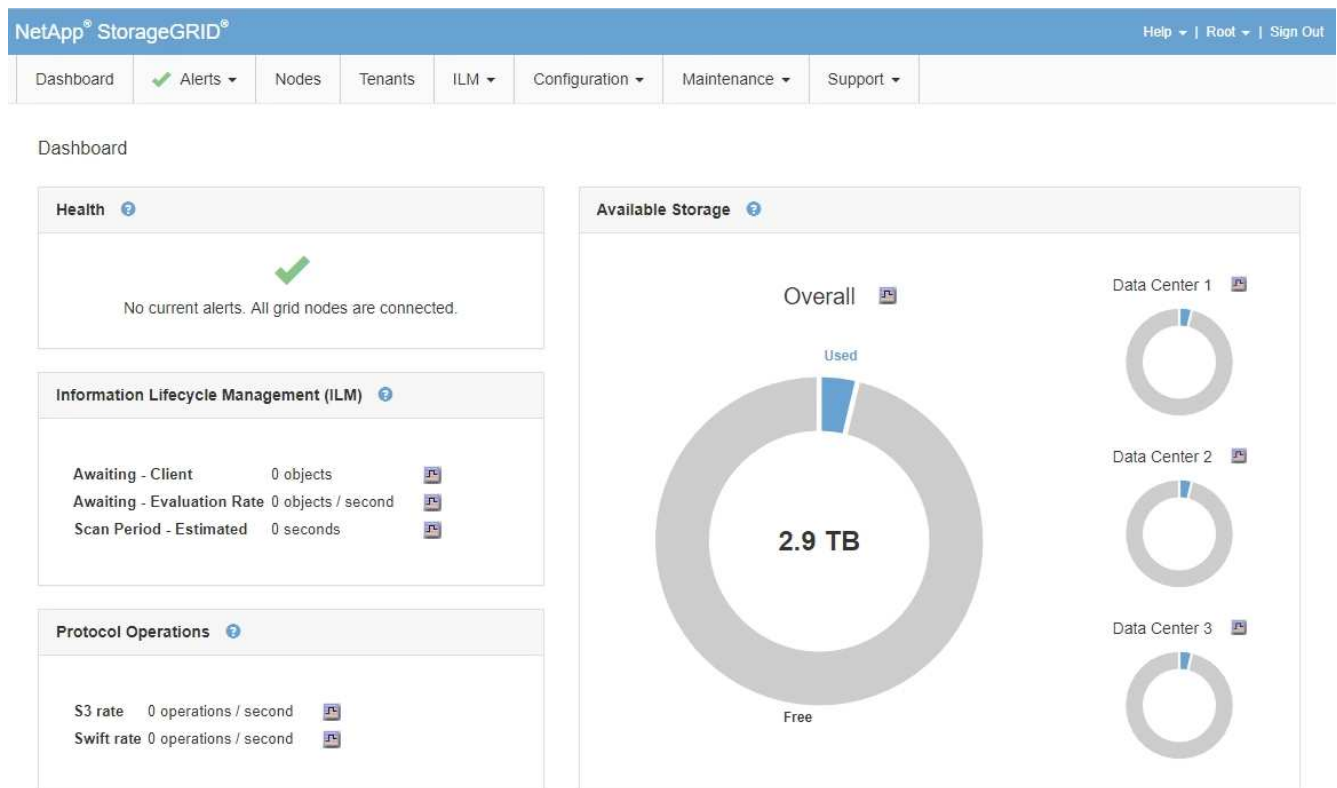 NetApp® StorageGRID®
Help | Root | Sign Out
Dashboard Alerts Nodes Tenants ILM Configuration Maintenance Support
Dashboard
Health
No current alerts. All grid nodes are connected.
Information Lifecycle Management (ILM)
Awaiting - Client 0 objects
Awaiting - Evaluation Rate 0 objects / second
Scan Period - Estimated 0 seconds
Protocol Operations
S3 rate 0 operations / second
Swift rate 0 operations / second
Available Storage
Overall
Used
2.9 TB
Free
Data Center 1
Data Center 2
Data Center 3